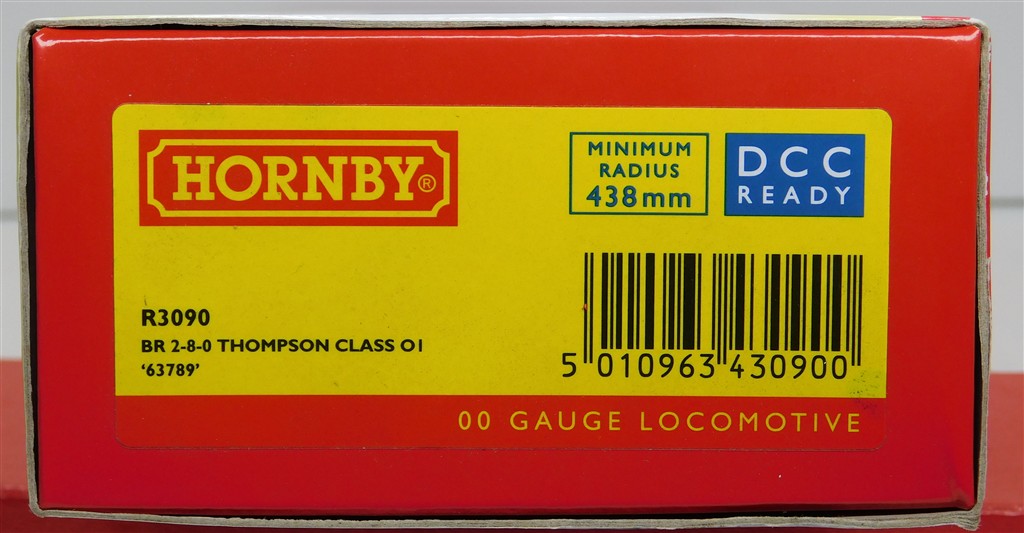 HORNBY®
MINIMUM
RADIUS
438mm
DCC
READY
R3090
BR 2-8-0 THOMPSON CLASS O1
'63789'
5 010963 430900
00 GAUGE LOCOMOTIVE